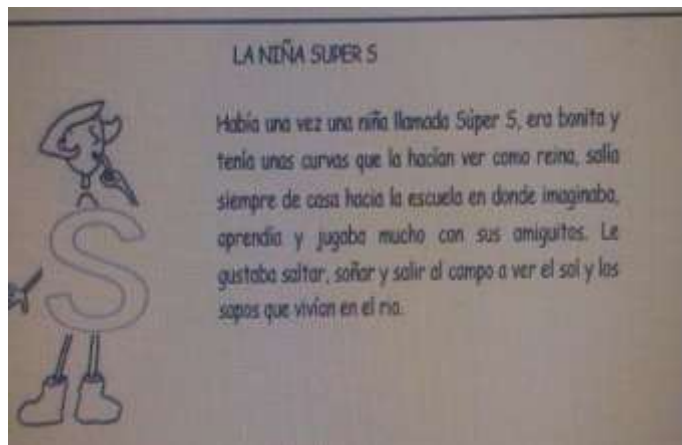 LA NIÑA SUPER S
Había una vez una niña llamada Súper S, era bonita y
tenía unas curvas que la hacían ver como reina, salía
siempre de casa hacia la escuela en donde imaginaba,
aprendía y jugaba mucho con sus amiguitos. Le
gustaba saltar, soñar y salir al campo a ver el sol y los
sapos que vivían en el rio.
S